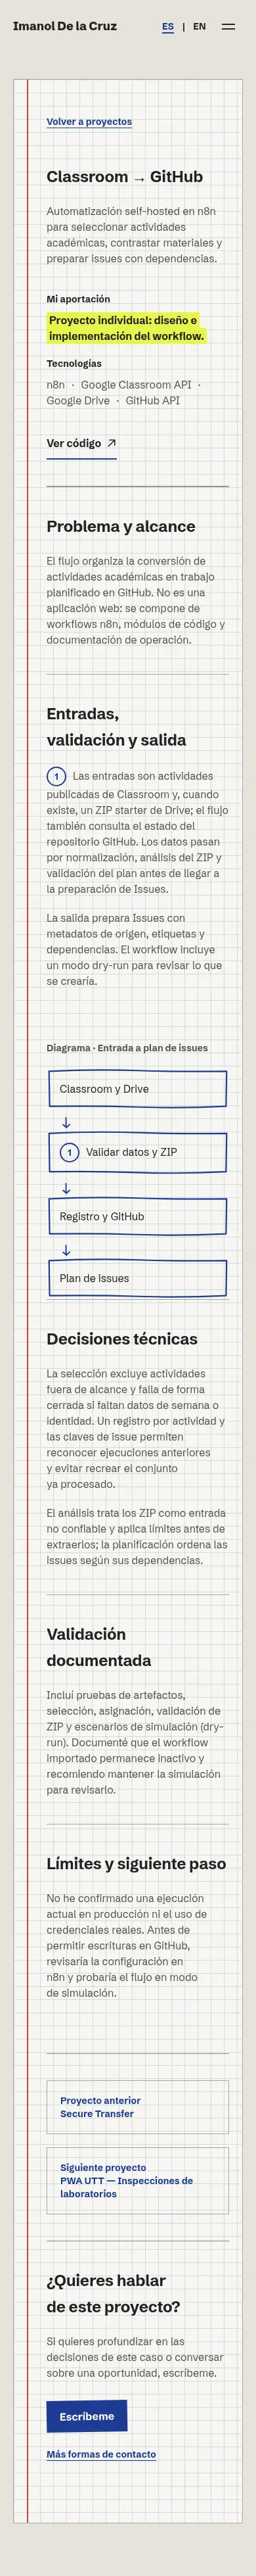 Imanol De la Cruz
ES | EN
Volver a proyectos
Classroom → GitHub
Automatización self-hosted en n8n
para seleccionar actividades
académicas, contrastar materiales y
preparar issues con dependencias.
Mi aportación
Proyecto individual: diseño e
implementación del workflow.
Tecnologías
n8n · Google Classroom API ·
Google Drive · GitHub API
Ver código ↗
Problema y alcance
El flujo organiza la conversión de
actividades académicas en trabajo
planificado en GitHub. No es una
aplicación web: se compone de
workflows n8n, módulos de código y
documentación de operación.
Entradas,
validación y salida
1 Las entradas son actividades
publicadas de Classroom y, cuando
existe, un ZIP starter de Drive; el flujo
también consulta el estado del
repositorio GitHub. Los datos pasan
por normalización, análisis del ZIP y
validación del plan antes de llegar a
la preparación de Issues.
La salida prepara Issues con
metadatos de origen, etiquetas y
dependencias. El workflow incluye
un modo dry-run para revisar lo que
se crearía.
Diagrama · Entrada a plan de issues
Classroom y Drive
↓
1 Validar datos y ZIP
↓
Registro y GitHub
↓
Plan de issues
Decisiones técnicas
La selección excluye actividades
fuera de alcance y falla de forma
cerrada si faltan datos de semana o
identidad. Un registro por actividad y
las claves de issue permiten
reconocer ejecuciones anteriores
y evitar recrear el conjunto
ya procesado.
El análisis trata los ZIP como entrada
no confiable y aplica límites antes de
extraerlos; la planificación ordena las
issues según sus dependencias.
Validación
documentada
Incluí pruebas de artefactos,
selección, asignación, validación de
ZIP y escenarios de simulación (dry-
run). Documenté que el workflow
importado permanece inactivo y
recomiendo mantener la simulación
para revisarlo.
Límites y siguiente paso
No he confirmado una ejecución
actual en producción ni el uso de
credenciales reales. Antes de
permitir escrituras en GitHub,
revisaría la configuración en
n8n y probaría el flujo en modo
de simulación.
Proyecto anterior
Secure Transfer
Siguiente proyecto
PWA UTT — Inspecciones de
laboratorios
¿Quieres hablar
de este proyecto?
Si quieres profundizar en las
decisiones de este caso o conversar
sobre una oportunidad, escríbeme.
Escríbeme
Más formas de contacto